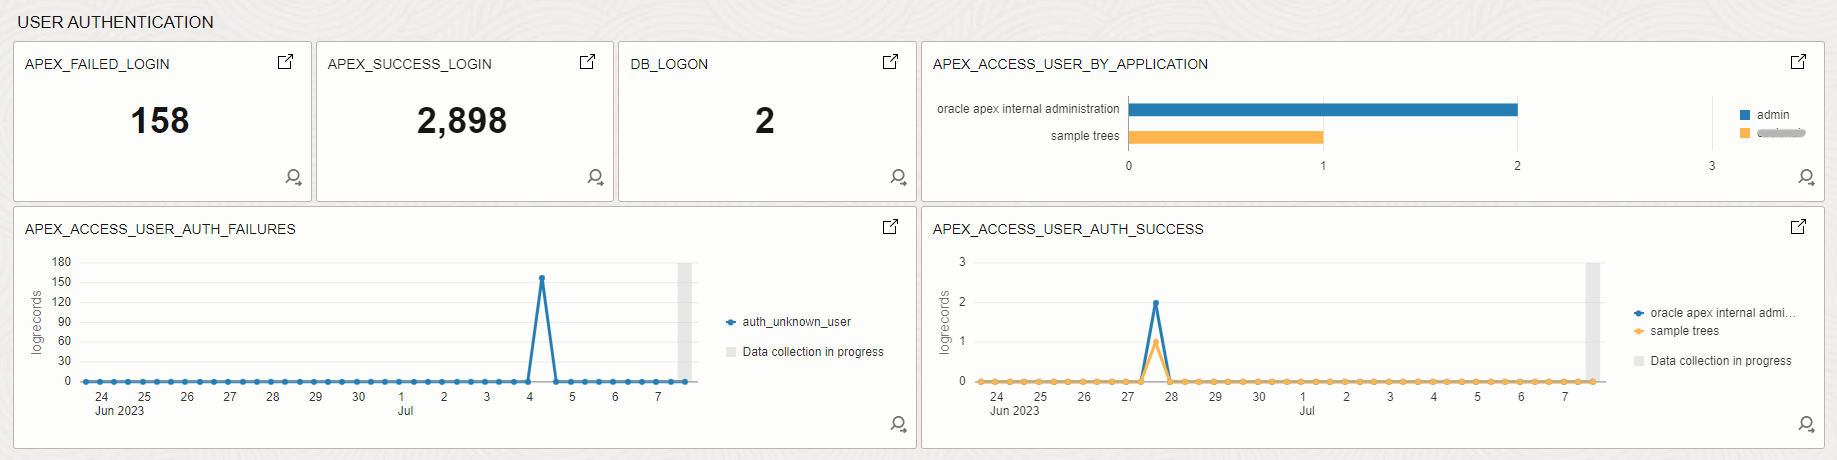 USER AUTHENTICATION
APEX_FAILED_LOGIN
158
APEX_SUCCESS_LOGIN
2,898
DB_LOGON
2
APEX_ACCESS_USER_BY_APPLICATION
oracle apex internal administration
sample trees
0 1 2 3
admin
APEX_ACCESS_USER_AUTH_FAILURES
logrecords
180
150
120
90
60
30
0
24 25 26 27 28 29 30 1 2 3 4 5 6 7
Jun 2023 Jul
auth_unknown_user
Data collection in progress
APEX_ACCESS_USER_AUTH_SUCCESS
logrecords
3
2
1
0
24 25 26 27 28 29 30 1 2 3 4 5 6 7
Jun 2023 Jul
oracle apex internal admi...
sample trees
Data collection in progress